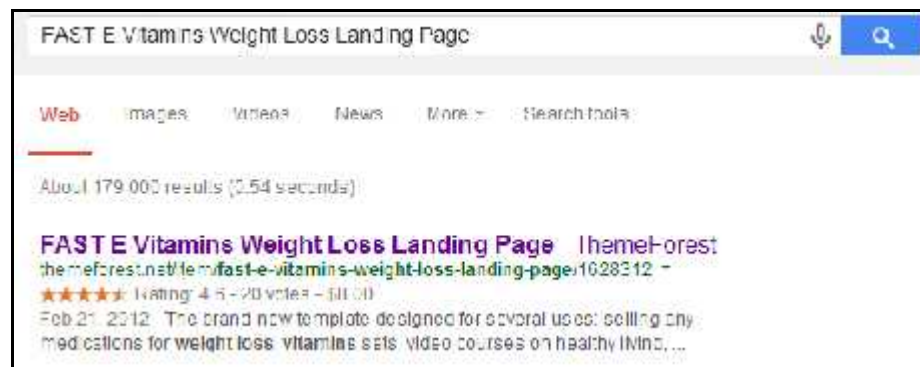 FAST E Vitamins Weight Loss Landing Page
Web Images Videos News More Search tools
About 179,000 results (0.54 seconds)
FAST E Vitamins Weight Loss Landing Page ThemeForest
themeforest.net/item/fast-e-vitamins-weight-loss-landing-page/1628312
Rating: 4.6 - 20 votes - $8.00
Feb 21, 2012 - The brand new template designed for several uses: selling any
medications for weight loss, vitamins sets, video courses on healthy living, ...